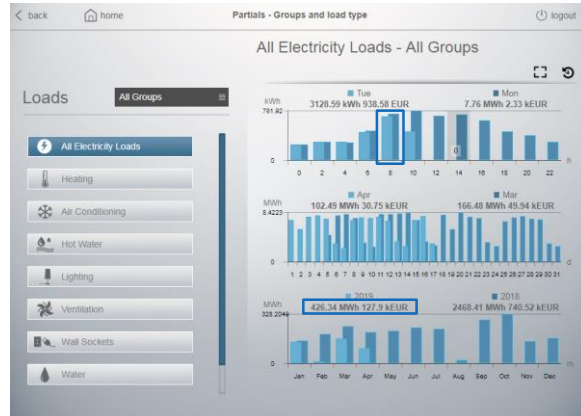 back home Partials - Groups and load type logout
All Electricity Loads - All Groups
Loads All Groups
All Electricity Loads
Heating
Air Conditioning
Hot Water
Lighting
Ventilation
Wall Sockets
Water
kWh Tue Mon
3128.59 kWh 938.58 EUR 7.76 MWh 2.33 kEUR
781.92
0
0
0 2 4 6 8 10 12 14 16 18 20 22 h
MWh Apr Mar
102.49 MWh 30.75 kEUR 166.48 MWh 49.94 kEUR
8.4223
0
1 2 3 4 5 6 7 8 9 10 11 12 13 14 15 16 17 18 19 20 21 22 23 24 25 26 27 28 29 30 31 d
MWh 2019 2018
426.34 MWh 127.9 kEUR 2468.41 MWh 740.52 kEUR
328.2049
0
Jan Feb Mar Apr May Jun Jul Aug Sep Oct Nov Dec m